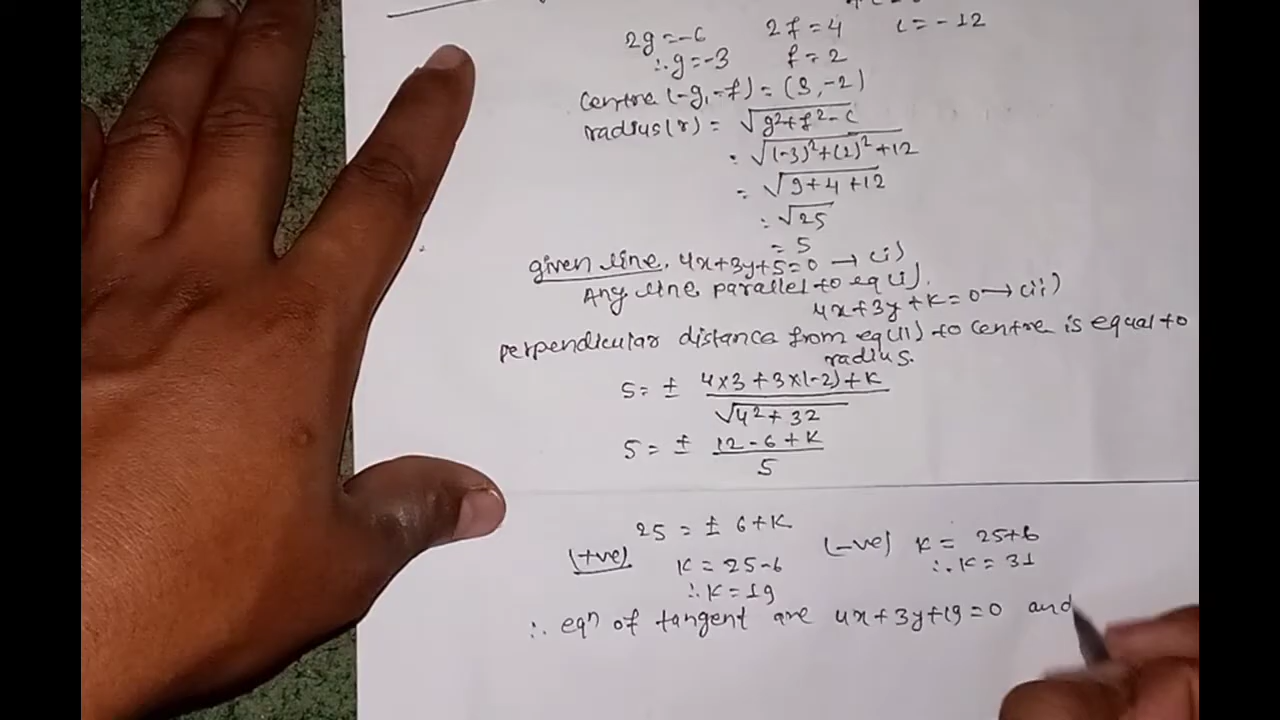 2g = -6 2f = 4 c = -12
∴ g = -3 f = 2
Centre (-g, -f) = (3, -2)
radius(r) = √g²+f²-c
= √(-3)²+(2)²+12
= √9+4+12
= √25
= 5
given line, 4x+3y+5=0 → (i)
Any line parallel to eq(i).
4x+3y+k=0 → (ii)
perpendicular distance from eq(11) to centre is equal to
radius.
5 = ± 4×3+3×(-2)+k / √4²+32
5 = ± 12-6+k / 5
25 = ± 6+k
(+ve) k = 25-6 (-ve) k = 25+6
∴ k = 19 ∴ k = 31
∴ eqⁿ of tangent are 4x+3y+19=0 and